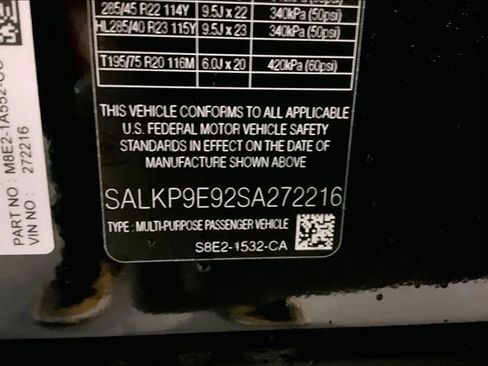 285/45 R22 114Y 9.5J x 22 340kPa (50psi)
HL285/40 R23 115Y 9.5J x 23 340kPa (50psi)
T195/75 R20 116M 6.0J x 20 420kPa (60psi)
THIS VEHICLE CONFORMS TO ALL APPLICABLE
U.S. FEDERAL MOTOR VEHICLE SAFETY
STANDARDS IN EFFECT ON THE DATE OF
MANUFACTURE SHOWN ABOVE
SALKP9E92SA272216
TYPE : MULTI-PURPOSE PASSENGER VEHICLE
S8E2-1532-CA
PART NO : M8E2-1A552-CC
VIN NO : 272216